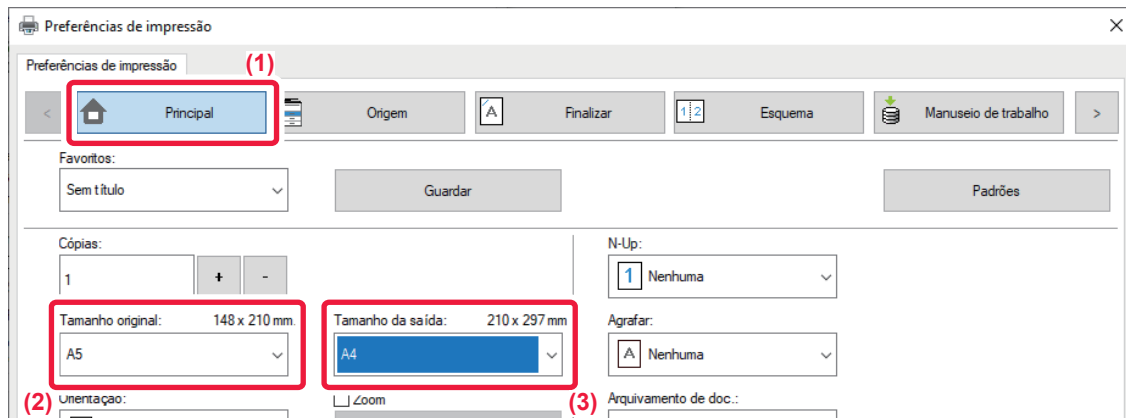 Preferências de impressão
Preferências de impressão
(1)
<
Principal
Origem
A
Finalizar
1 2
Esquema
Manuseio de trabalho
>
Favoritos:
Sem título
Guardar
Padrões
Cópias:
1
+
-
N-Up:
1 Nenhuma
Tamanho original: 148 x 210 mm.
A5
Tamanho da saída: 210 x 297 mm
A4
Agrafar:
A Nenhuma
(2)
Orientação:
Zoom
(3)
Arquivamento de doc.: